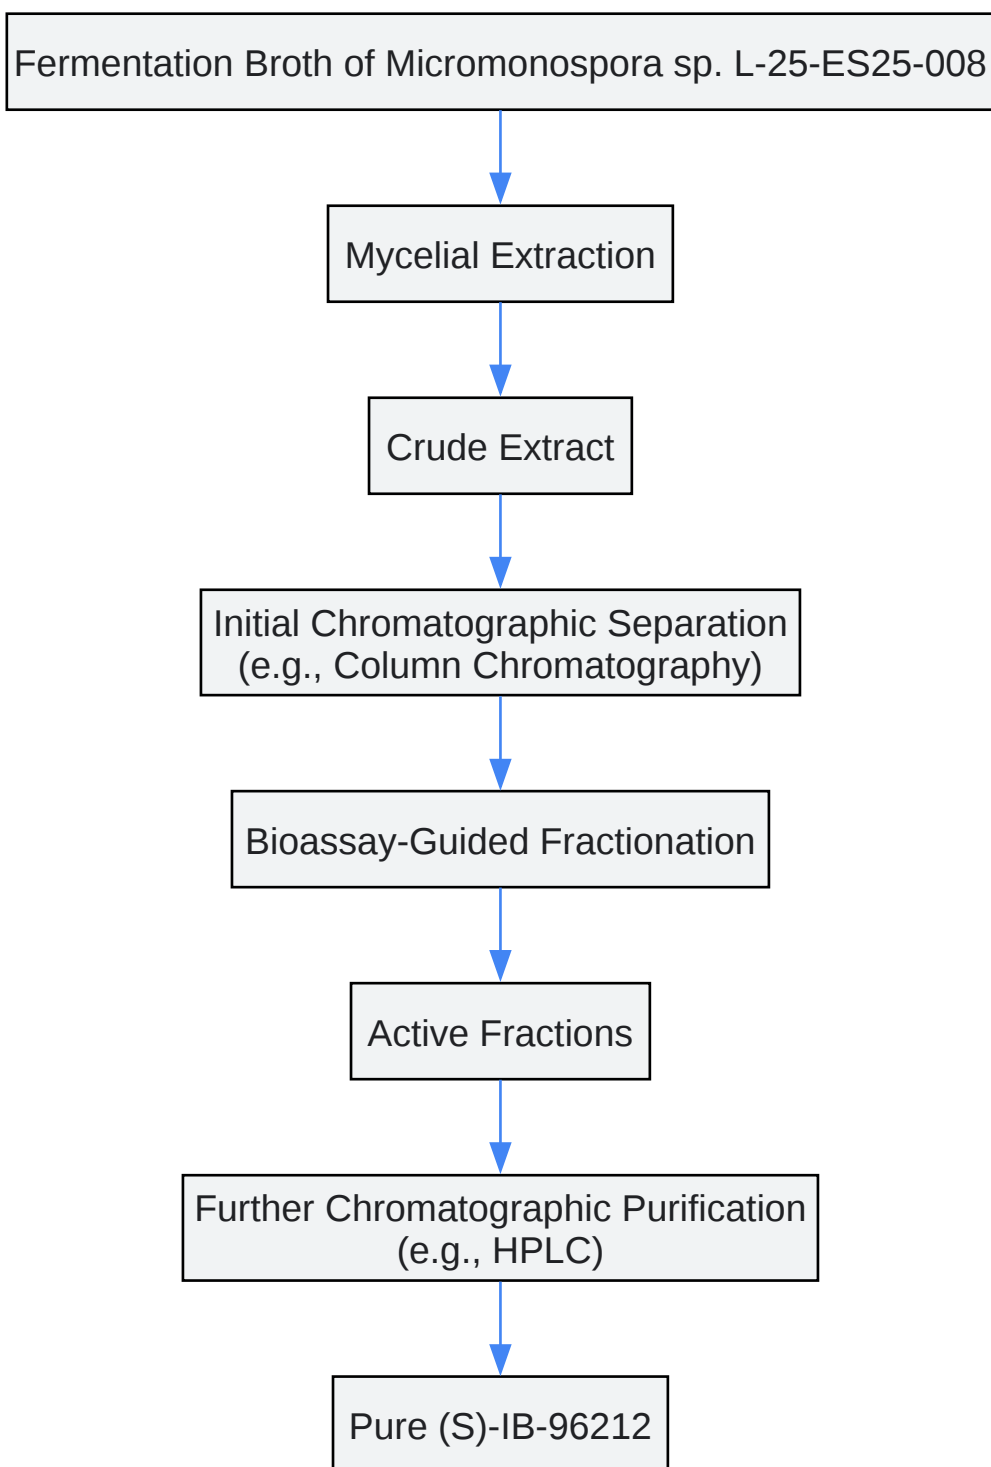 Fermentation Broth of Micromonospora sp. L-25-ES25-008
Mycelial Extraction
Crude Extract
Initial Chromatographic Separation
(e.g., Column Chromatography)
Bioassay-Guided Fractionation
Active Fractions
Further Chromatographic Purification
(e.g., HPLC)
Pure (S)-IB-96212